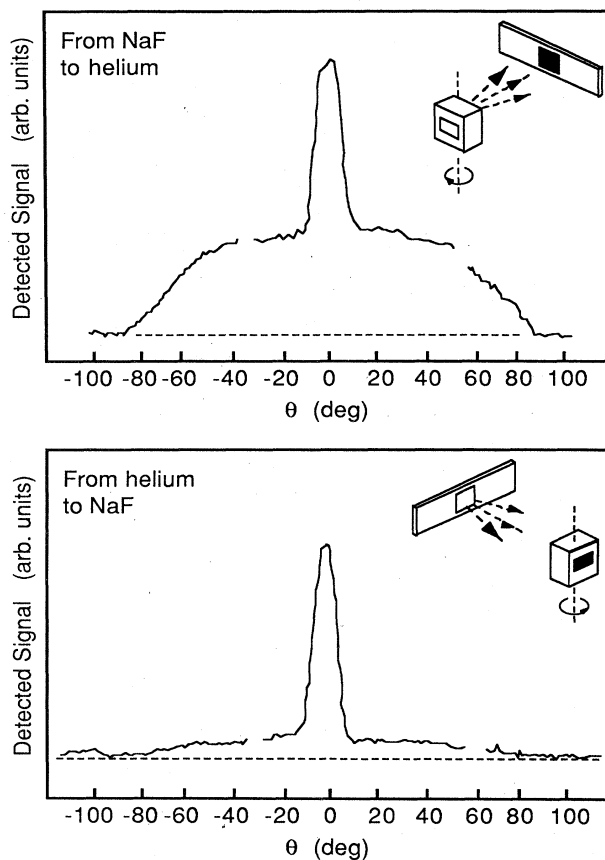 From NaF
to helium
Detected Signal (arb. units)
-100 -80 -60 -40 -20 0 20 40 60 80 100
θ (deg)
From helium
to NaF
Detected Signal (arb. units)
-100 -80 -60 -40 -20 0 20 40 60 80 100
θ (deg)